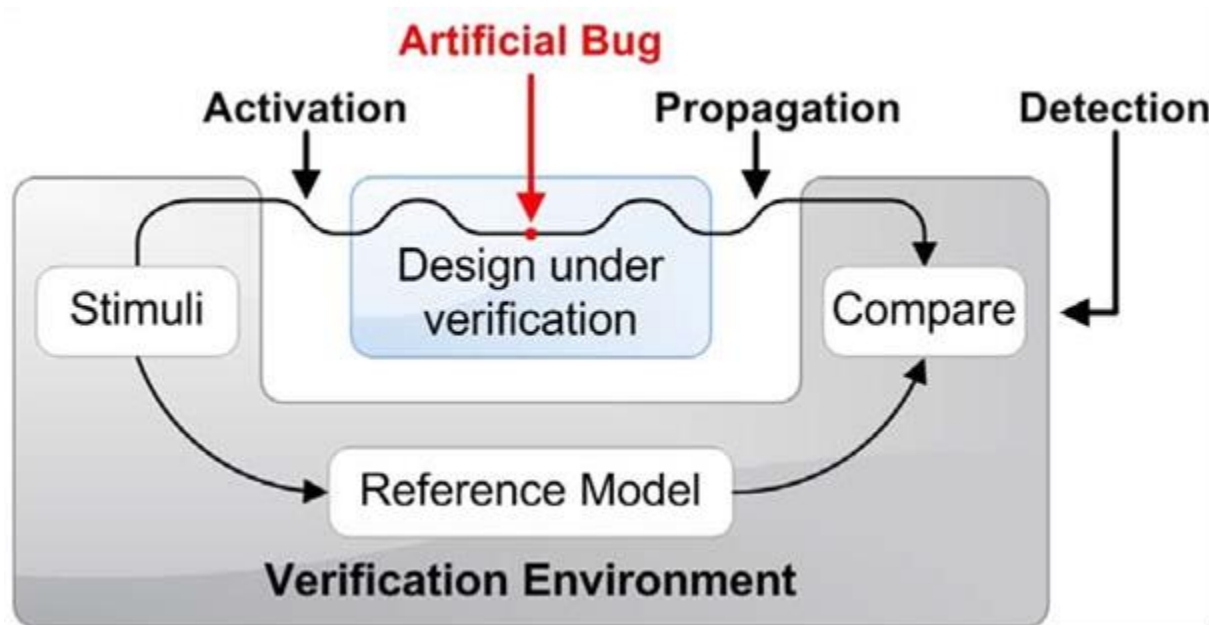 Artificial Bug
Activation
Propagation
Detection
Design under
verification
Stimuli
Compare
Reference Model
Verification Environment